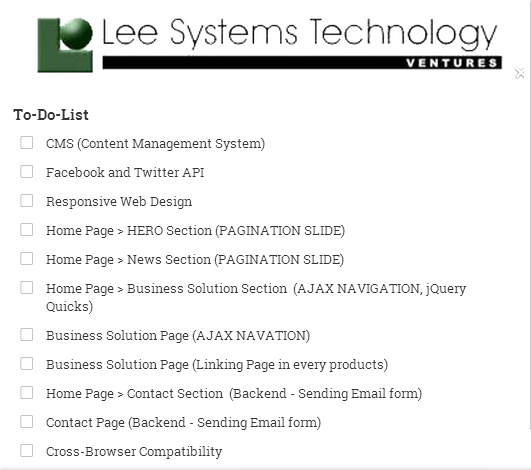 Lee Systems Technology
VENTURES
To-Do-List
CMS (Content Management System)
Facebook and Twitter API
Responsive Web Design
Home Page > HERO Section (PAGINATION SLIDE)
Home Page > News Section (PAGINATION SLIDE)
Home Page > Business Solution Section (AJAX NAVIGATION, jQuery
Quicks)
Business Solution Page (AJAX NAVATION)
Business Solution Page (Linking Page in every products)
Home Page > Contact Section (Backend - Sending Email form)
Contact Page (Backend - Sending Email form)
Cross-Browser Compatibility